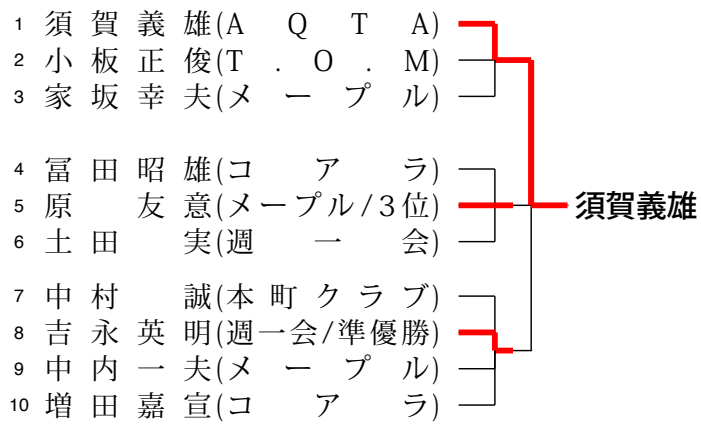 1 須賀義雄(AQTA)
2 小板正俊(T.O.M)
3 家坂幸夫(メープル)
4 冨田昭雄(コアラ)
5 原 友意(メープル/3位)
須賀義雄
6 土田 実(週一会)
7 中村 誠(本町クラブ)
8 吉永英明(週一会/準優勝)
9 中内一夫(メープル)
10 増田嘉宣(コアラ)